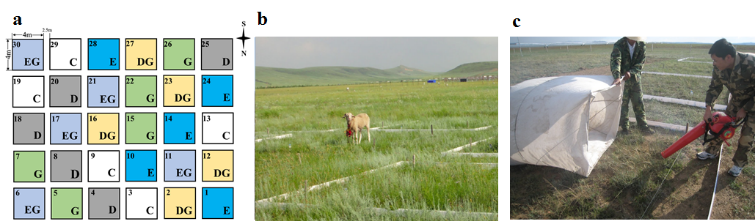 a
b
c
4m
2.5m
4m
S
N
30 EG
29 C
28 E
27 DG
26 G
25 D
19 C
20 D
21 EG
22 G
23 DG
24 E
18 D
17 EG
16 DG
15 G
14 E
13 C
7 G
8 D
9 C
10 E
11 EG
12 DG
6 EG
5 G
4 D
3 C
2 DG
1 E